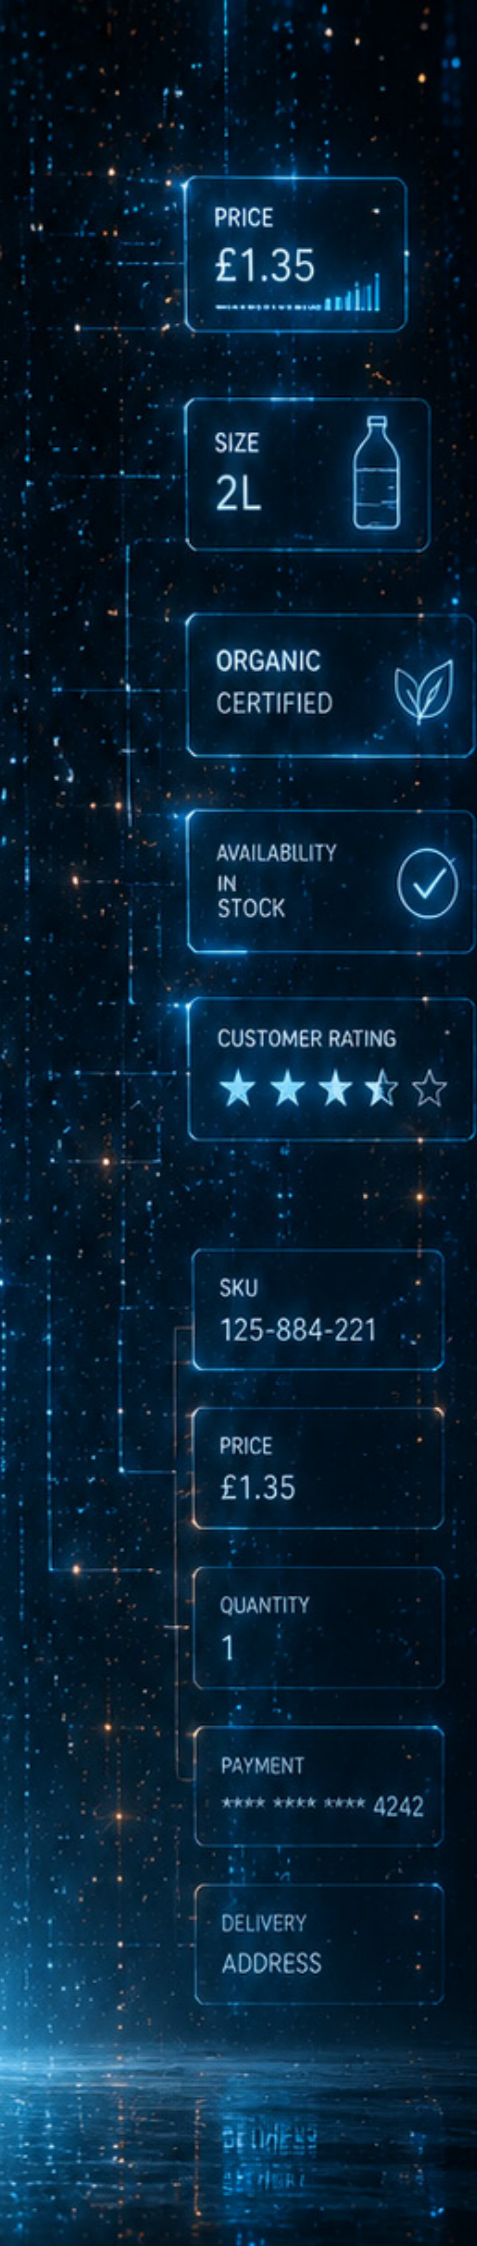 PRICE
£1.35
SIZE
2L
ORGANIC
CERTIFIED
AVAILABILITY
IN
STOCK
CUSTOMER RATING
SKU
125-884-221
PRICE
£1.35
QUANTITY
1
PAYMENT
**** **** **** 4242
DELIVERY
ADDRESS